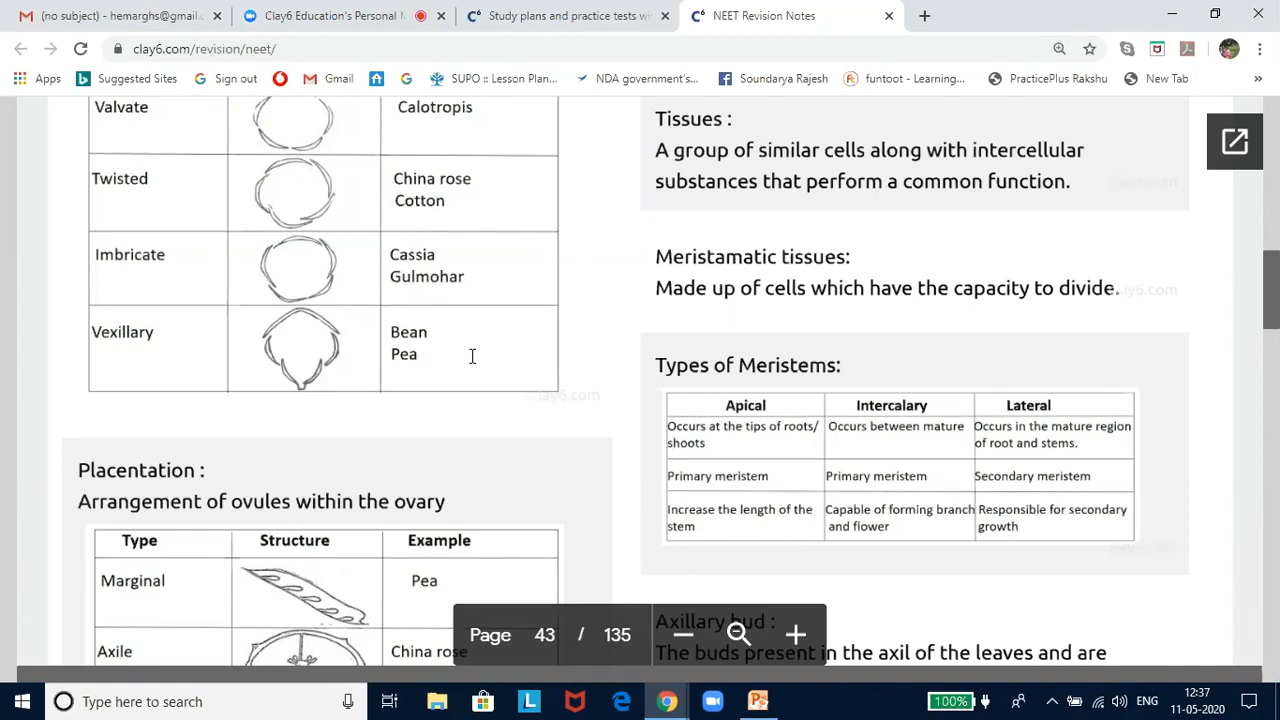 (no subject) - hemarghs@gmail.c
Clay6 Education's Personal M
Study plans and practice tests wi
NEET Revision Notes
clay6.com/revision/neet/
Apps
Suggested Sites
Sign out
Gmail
SUPO :: Lesson Plan...
NDA government's...
Soundarya Rajesh
funtoot - Learning...
PracticePlus Rakshu
New Tab
»
Valvate
Calotropis
Twisted
China rose
Cotton
Imbricate
Cassia
Gulmohar
Vexillary
Bean
Pea
clay6.com
Placentation :
Arrangement of ovules within the ovary
Type Structure Example
Marginal
Pea
Axile
China rose
Tissues :
A group of similar cells along with intercellular
substances that perform a common function.
clay6.com
Meristamatic tissues:
Made up of cells which have the capacity to divide.
clay6.com
Types of Meristems:
Apical Intercalary Lateral
Occurs at the tips of roots/
shoots
Occurs between mature
Occurs in the mature region
of root and stems.
Primary meristem Primary meristem Secondary meristem
Increase the length of the
stem
Capable of forming branch
and flower
Responsible for secondary
growth
Axillary bud :
The buds present in the axil of the leaves and are
Page 43 / 135
Type here to search
100%
ENG
12:37
11-05-2020